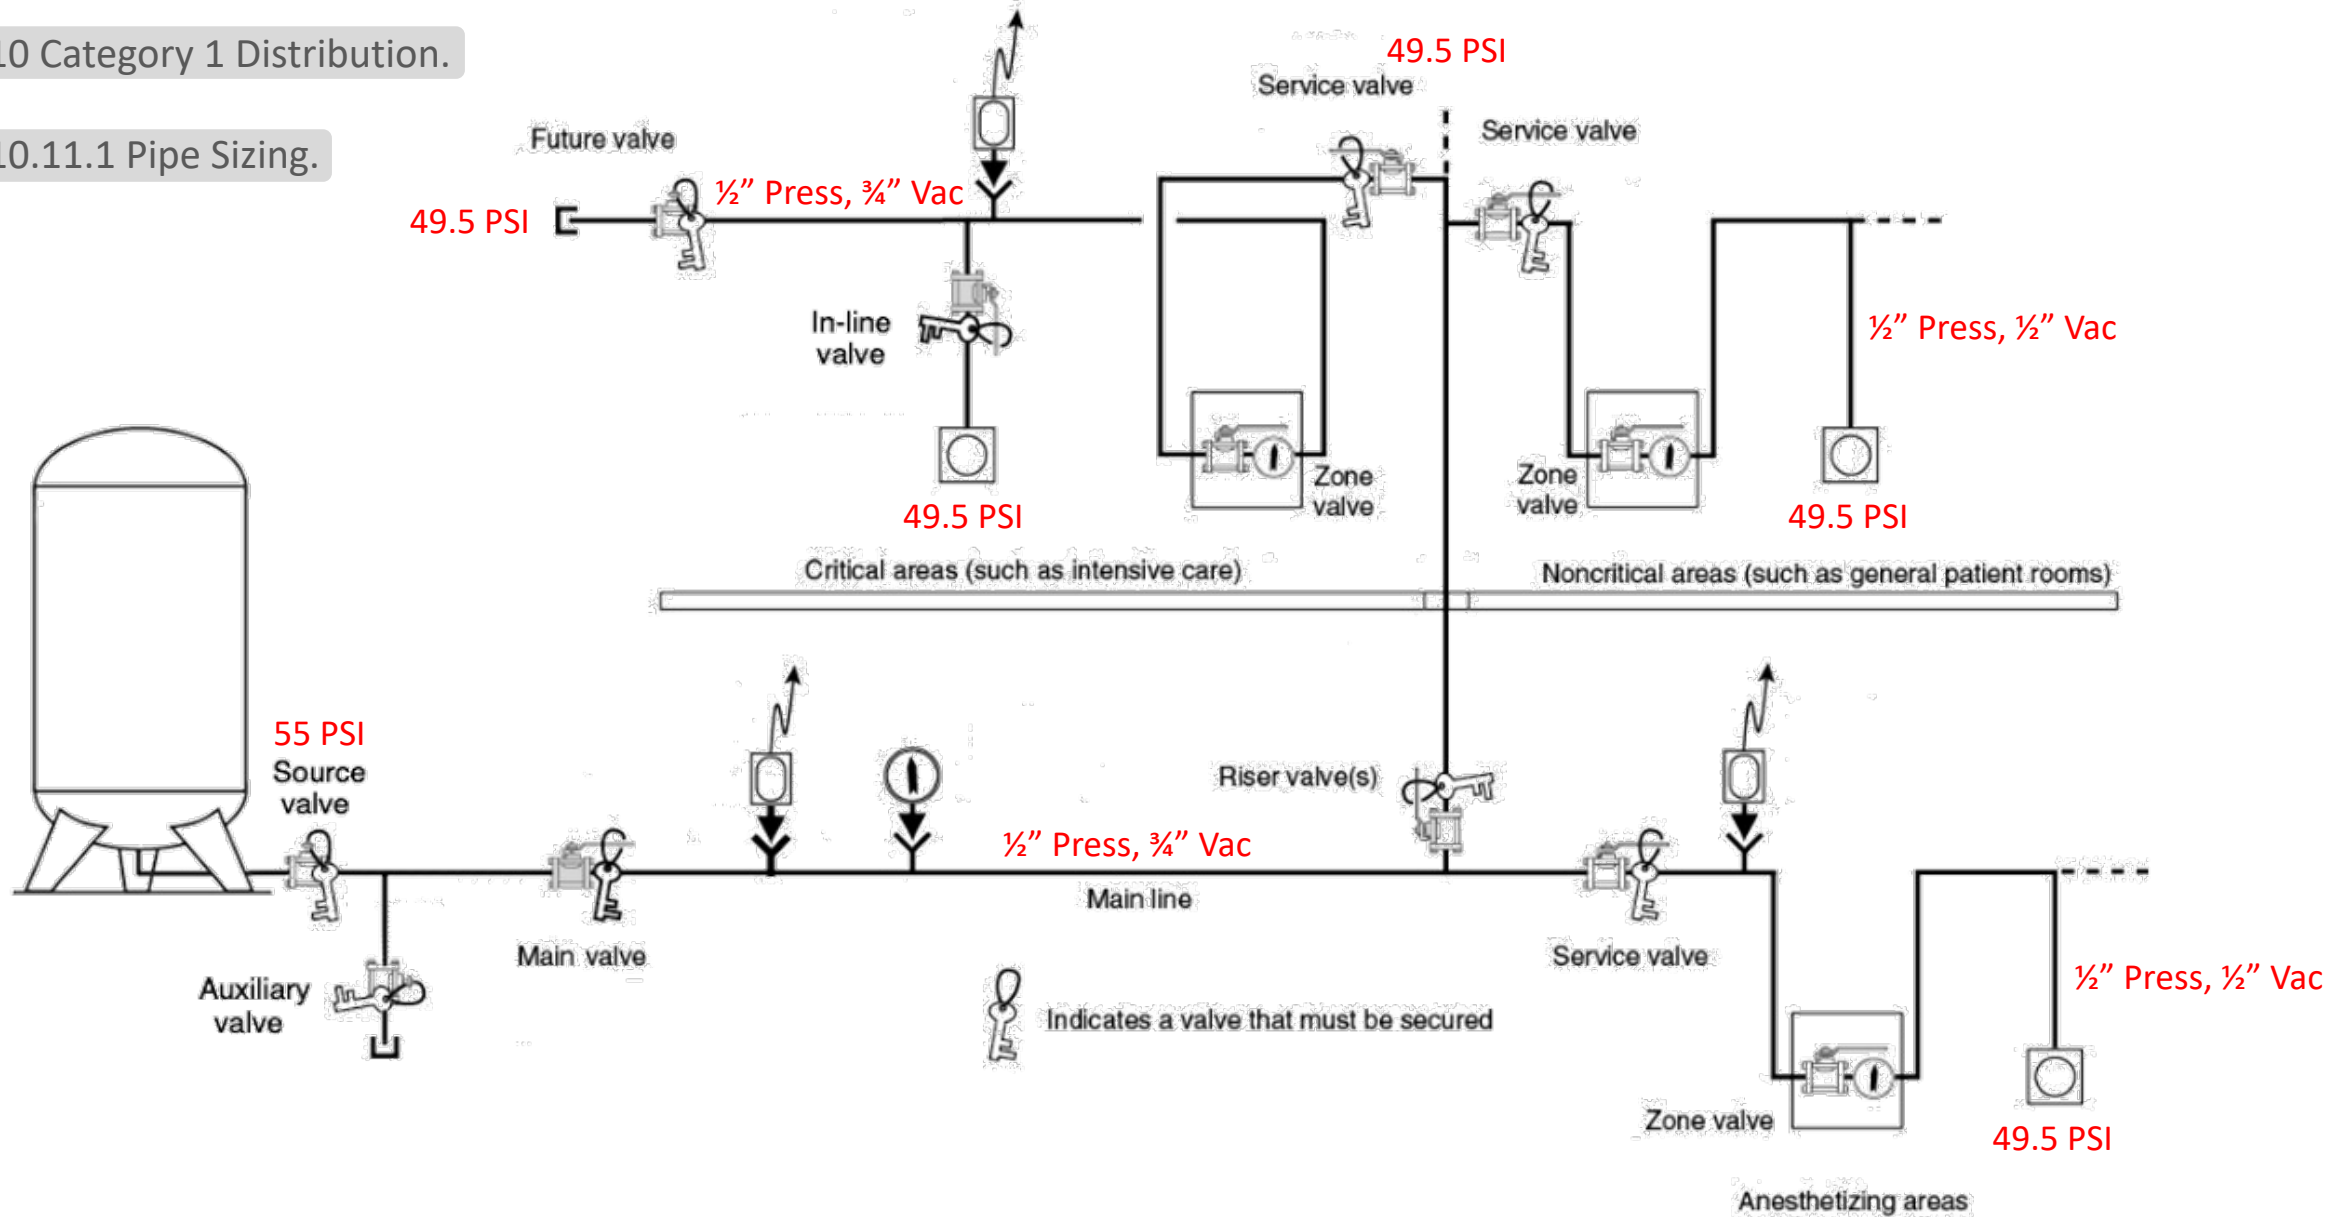 10 Category 1 Distribution.
10.11.1 Pipe Sizing.
49.5 PSI
Service valve
Service valve
Future valve
½” Press, ¾” Vac
49.5 PSI
In-line
valve
½” Press, ½” Vac
Zone
valve
Zone
valve
49.5 PSI
49.5 PSI
Critical areas (such as intensive care)
Noncritical areas (such as general patient rooms)
55 PSI
Source
valve
Riser valve(s)
½” Press, ¾” Vac
Main line
Main valve
Service valve
Auxiliary
valve
½” Press, ½” Vac
Indicates a valve that must be secured
Zone valve
49.5 PSI
Anesthetizing areas